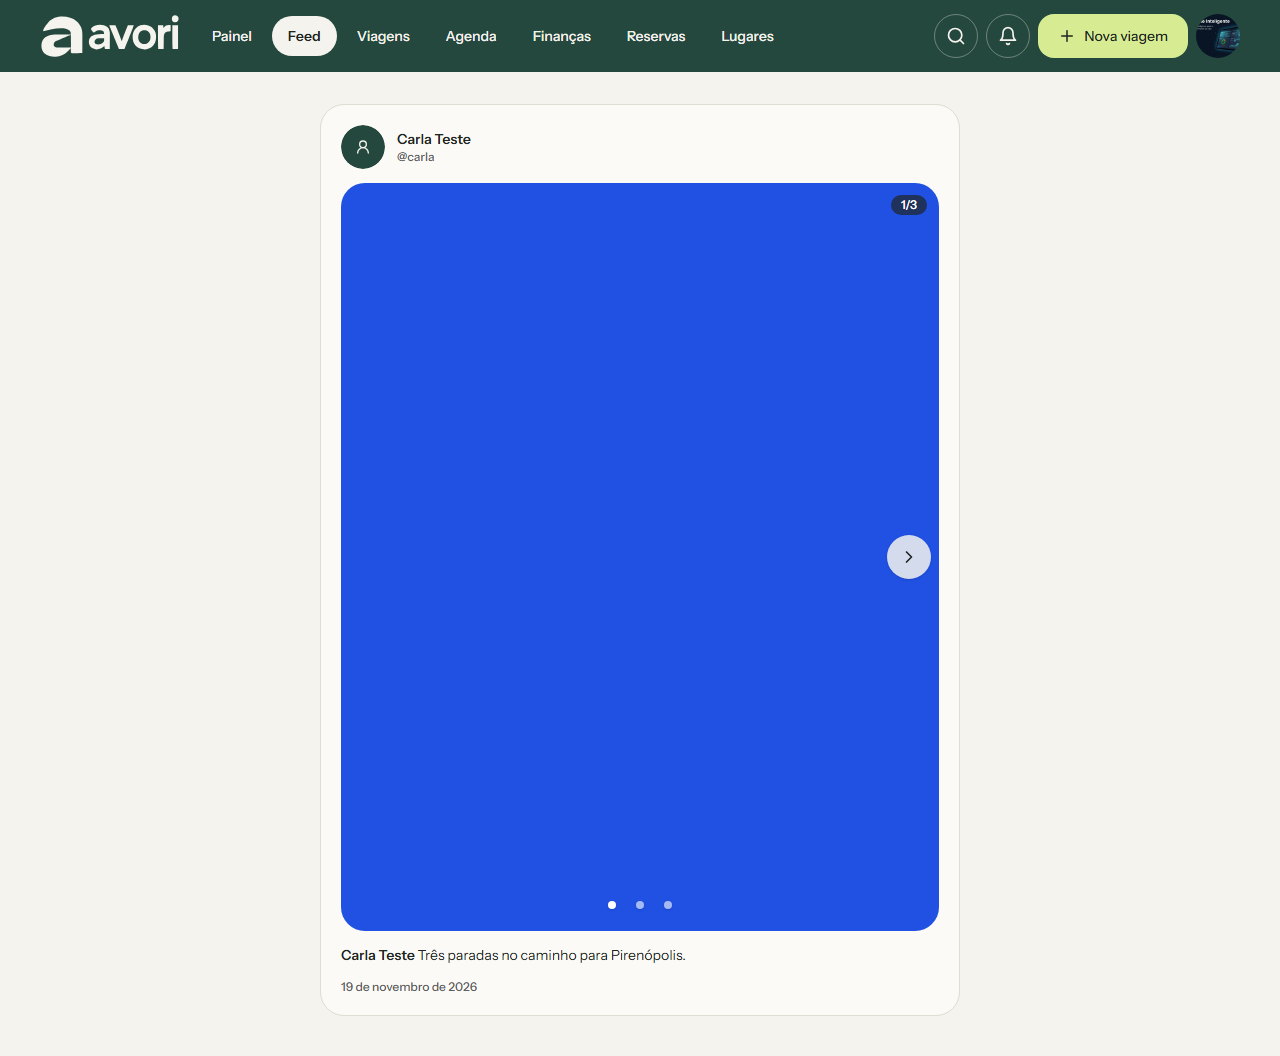 avori
Painel
Feed
Viagens
Agenda
Finanças
Reservas
Lugares
Nova viagem
Carla Teste
@carla
1/3
Carla Teste Três paradas no caminho para Pirenópolis.
19 de novembro de 2026